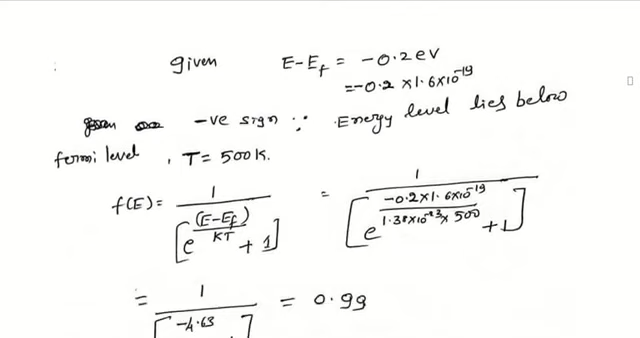 given E-E_f = -0.2 eV
= -0.2 × 1.6×10^-19
-ve sign ∵ Energy level lies below
fermi level, T = 500 K.
f(E) = 1 / [e^((E-E_f)/KT) + 1] = 1 / [e^((-0.2×1.6×10^-19)/(1.38×10^-23 × 500)) + 1]
= 1 / [ -4.63 ] = 0.99